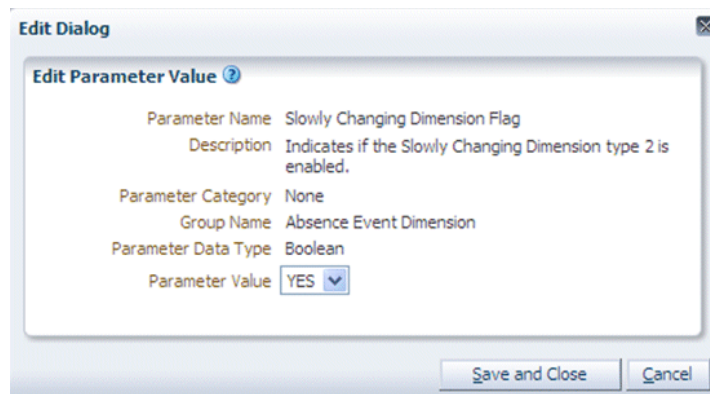 Edit Dialog
Edit Parameter Value
Parameter Name Slowly Changing Dimension Flag
Description Indicates if the Slowly Changing Dimension type 2 is
enabled.
Parameter Category None
Group Name Absence Event Dimension
Parameter Data Type Boolean
Parameter Value YES
Save and Close Cancel